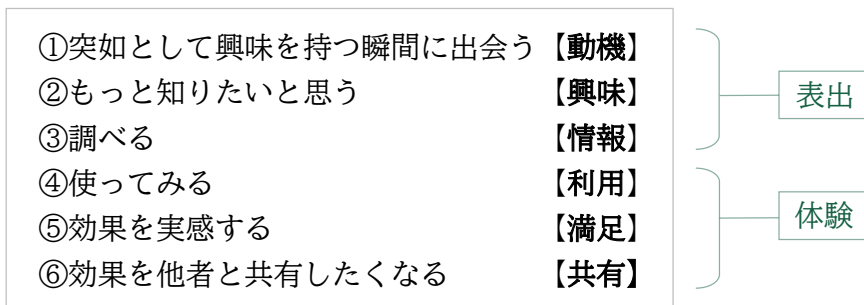 ①突如として興味を持つ瞬間に出会う【動機】
②もっと知りたいと思う【興味】
③調べる【情報】
表出
④使ってみる【利用】
⑤効果を実感する【満足】
⑥効果を他者と共有したくなる【共有】
体験